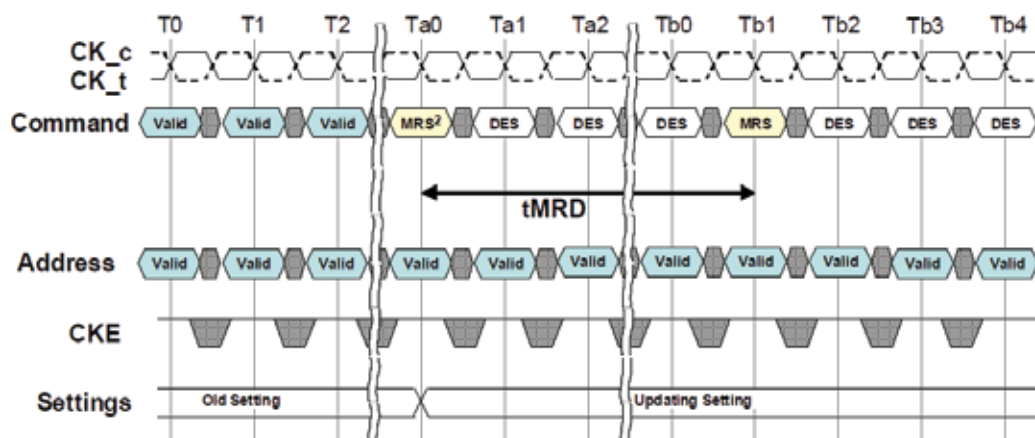 T0 T1 T2 Ta0 Ta1 Ta2 Tb0 Tb1 Tb2 Tb3 Tb4
CK_c
CK_t
Command Valid Valid Valid MRS² DES DES DES MRS DES DES DES
tMRD
Address Valid Valid Valid Valid Valid Valid Valid Valid Valid Valid Valid
CKE
Settings Old Setting Updating Setting